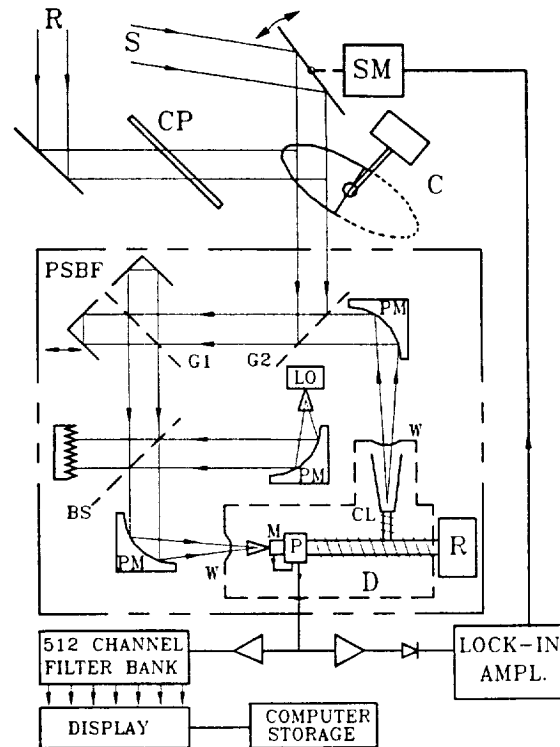 R
S
SM
CP
C
PSBF
PM
G1
G2
LO
W
PM
BS
CL
M
P
R
PM
W
D
512 CHANNEL
FILTER BANK
LOCK-IN
AMPL.
DISPLAY
COMPUTER
STORAGE